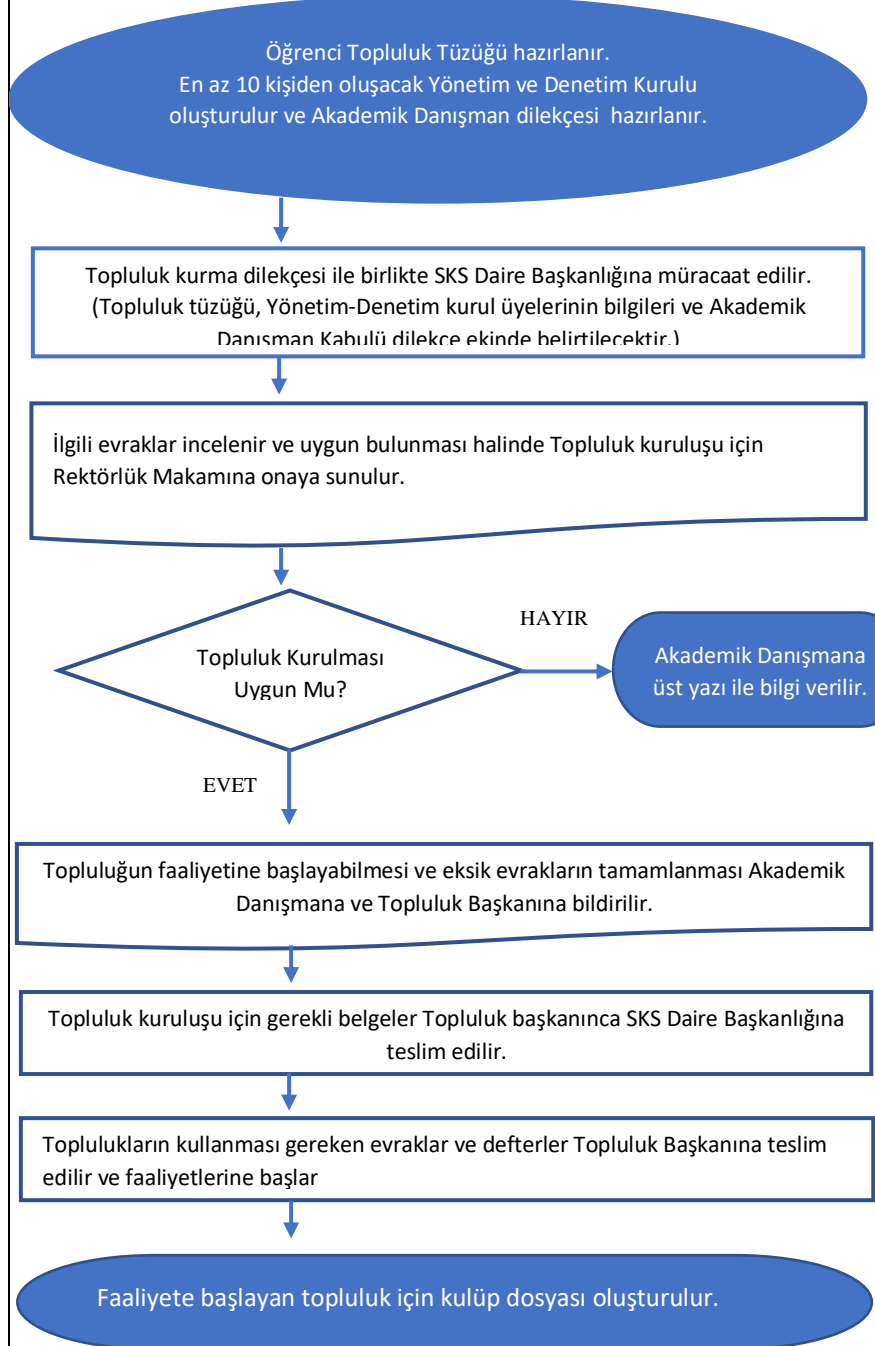 Öğrenci Topluluk Tüzüğü hazırlanır.
En az 10 kişiden oluşacak Yönetim ve Denetim Kurulu
oluşturulur ve Akademik Danışman dilekçesi hazırlanır.
Topluluk kurma dilekçesi ile birlikte SKS Daire Başkanlığına müracaat edilir.
(Topluluk tüzüğü, Yönetim-Denetim kurul üyelerinin bilgileri ve Akademik
Danışman Kabulü dilekçe ekinde belirtilecektir.)
İlgili evraklar incelenir ve uygun bulunması halinde Topluluk kuruluşu için
Rektörlük Makamına onaya sunulur.
HAYIR
Topluluk Kurulması
Uygun Mu?
Akademik Danışmana
üst yazı ile bilgi verilir.
EVET
Topluluğun faaliyetine başlayabilmesi ve eksik evrakların tamamlanması Akademik
Danışmana ve Topluluk Başkanına bildirilir.
Topluluk kuruluşu için gerekli belgeler Topluluk başkanınca SKS Daire Başkanlığına
teslim edilir.
Toplulukların kullanması gereken evraklar ve defterler Topluluk Başkanına teslim
edilir ve faaliyetlerine başlar
Faaliyete başlayan topluluk için kulüp dosyası oluşturulur.